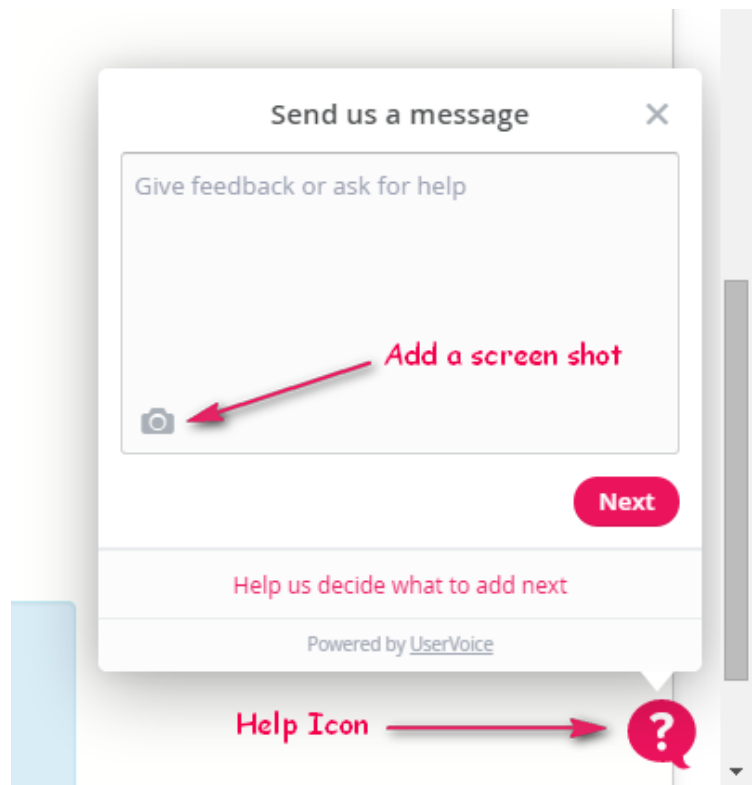 Send us a message
Give feedback or ask for help
Add a screen shot
Next
Help us decide what to add next
Powered by UserVoice
Help Icon
?